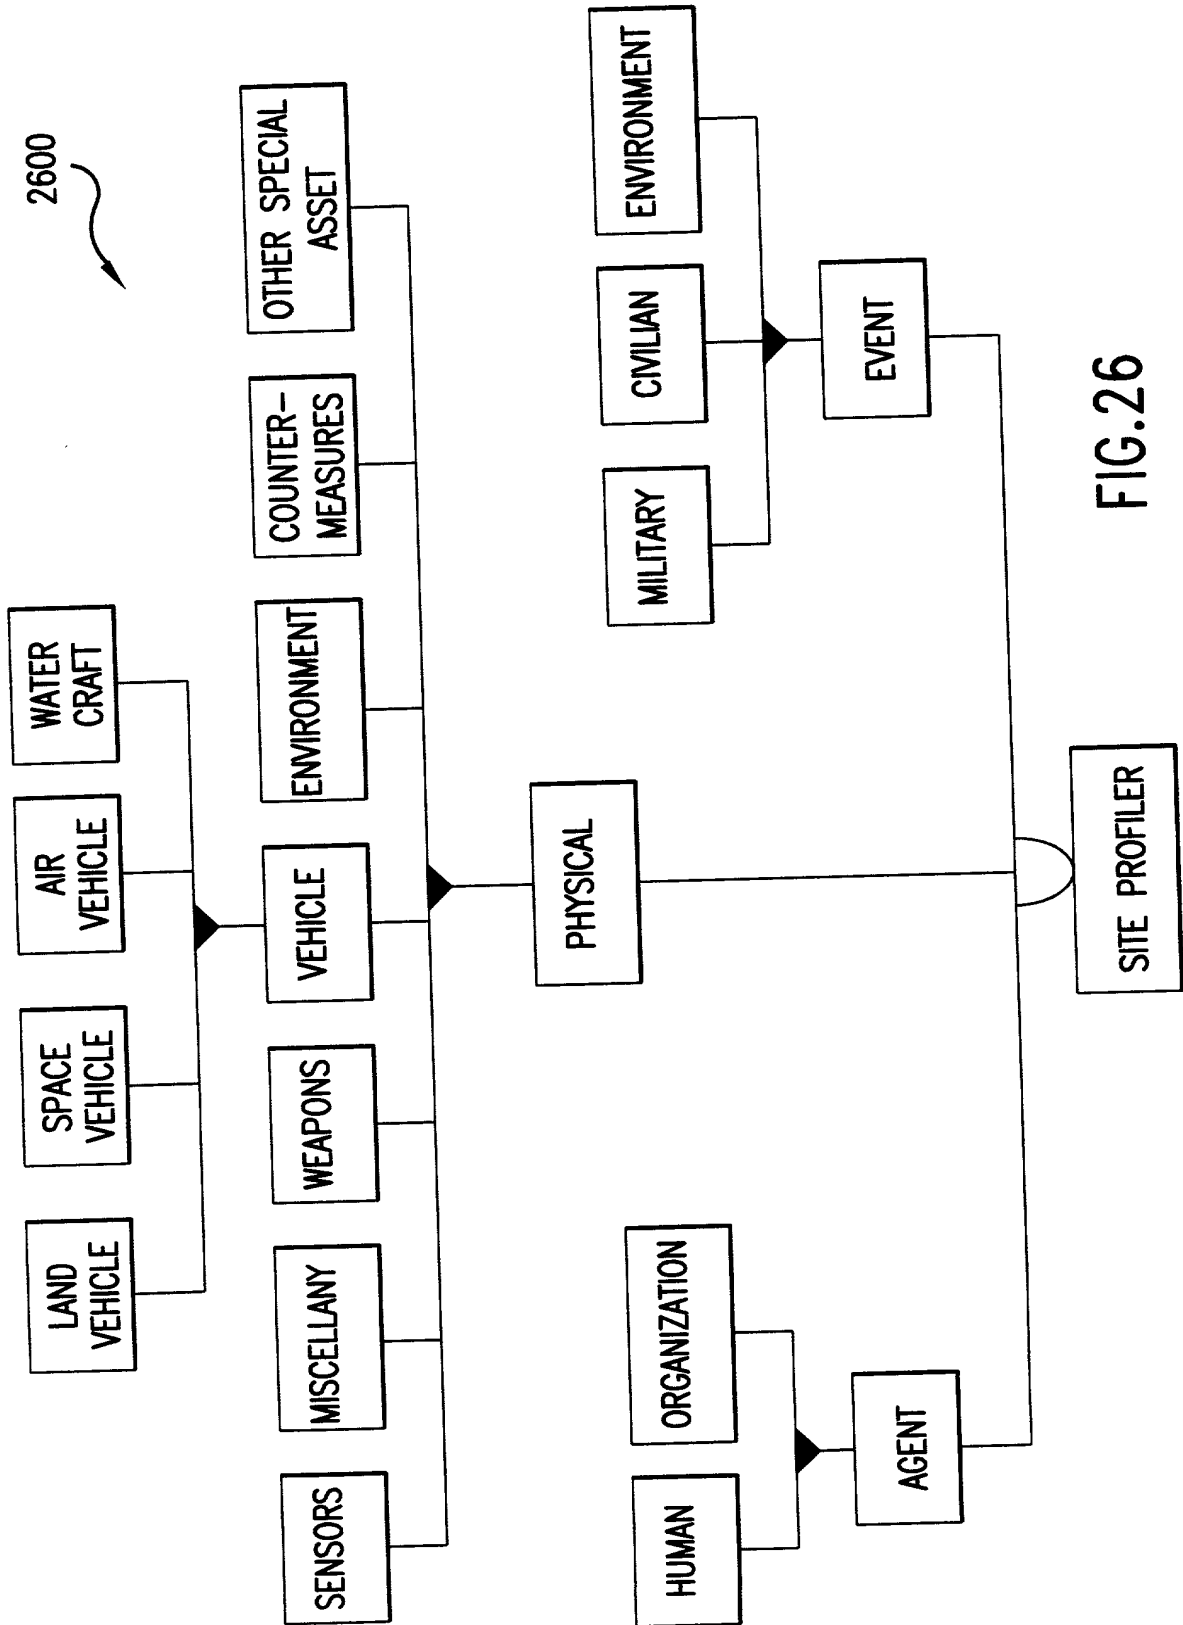 2600
LAND
VEHICLE
SPACE
VEHICLE
AIR
VEHICLE
WATER
CRAFT
SENSORS
MISCELLANY
WEAPONS
VEHICLE
ENVIRONMENT
COUNTER–
MEASURES
OTHER SPECIAL
ASSET
PHYSICAL
HUMAN
ORGANIZATION
MILITARY
CIVILIAN
ENVIRONMENT
AGENT
EVENT
SITE PROFILER
FIG.26